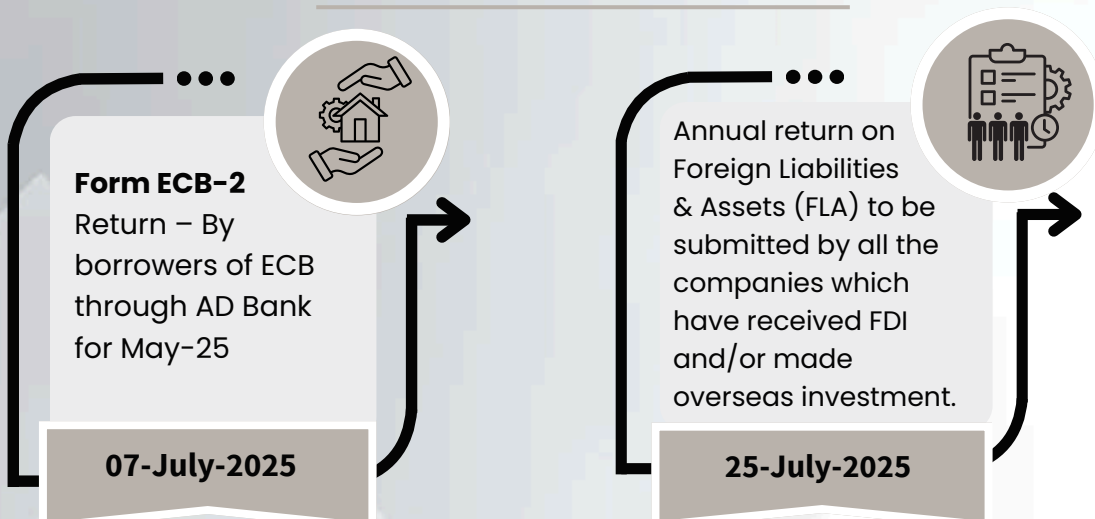 Form ECB-2
Return – By
borrowers of ECB
through AD Bank
for May-25
07-July-2025
Annual return on
Foreign Liabilities
& Assets (FLA) to be
submitted by all the
companies which
have received FDI
and/or made
overseas investment.
25-July-2025